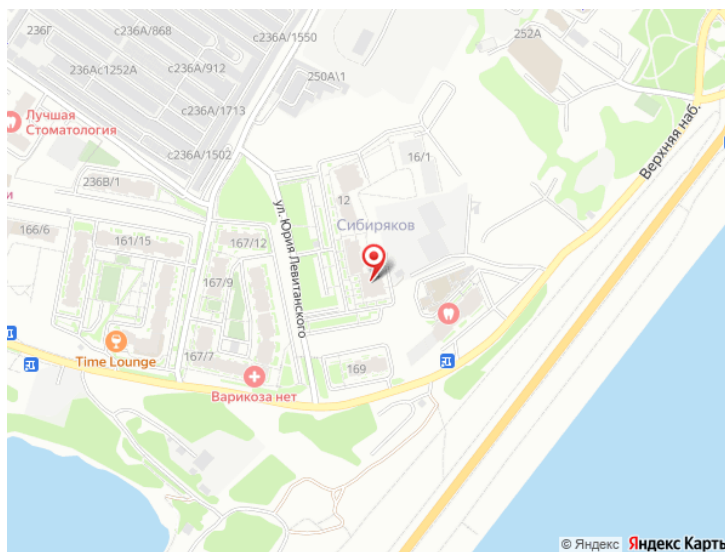 236Г
с236А/868
с236А/1550
252А
236Ас1252А
с236А/912
250А\1
Лучшая
Стоматология
с236А/1713
с236А/1502
16/1
Верхняя наб.
236В/1
и
12
ул. Юрия Левитанского
Сибиряков
166/6
161/15
167/12
167/9
Time Lounge
167/7
169
Варикоза нет
© Яндекс Яндекс Карты